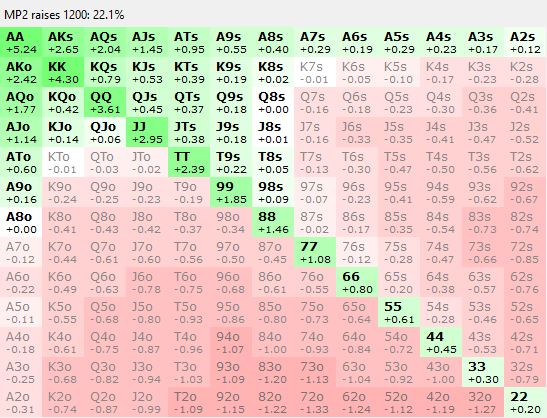 MP2 raises 1200: 22.1%
AA AKs AQs AJs ATs A9s A8s A7s A6s A5s A4s A3s A2s
+5.24 +2.65 +2.04 +1.45 +0.95 +0.55 +0.40 +0.29 +0.19 +0.29 +0.23 +0.17 +0.12
AKo KK KQs KJs KTs K9s K8s K7s K6s K5s K4s K3s K2s
+2.42 +4.30 +0.79 +0.53 +0.39 +0.19 +0.02 -0.01 -0.05 -0.10 -0.17 -0.23 -0.28
AQo KQo QQ QJs QTs Q9s Q8s Q7s Q6s Q5s Q4s Q3s Q2s
+1.77 +0.42 +3.61 +0.45 +0.37 +0.18 +0.00 -0.16 -0.18 -0.23 -0.30 -0.36 -0.41
AJo KJo QJo JJ JTs J9s J8s J7s J6s J5s J4s J3s J2s
+1.14 +0.14 +0.06 +2.95 +0.38 +0.18 +0.01 -0.16 -0.33 -0.35 -0.41 -0.47 -0.52
ATo KTo QTo JTo TT T9s T8s T7s T6s T5s T4s T3s T2s
+0.60 -0.01 -0.03 -0.02 +2.39 +0.22 +0.05 -0.13 -0.30 -0.47 -0.50 -0.56 -0.62
A9o K9o Q9o J9o T9o 99 98s 97s 96s 95s 94s 93s 92s
+0.16 -0.24 -0.25 -0.23 -0.19 +1.85 +0.09 -0.07 -0.23 -0.41 -0.59 -0.62 -0.67
A8o K8o Q8o J8o T8o 98o 88 87s 86s 85s 84s 83s 82s
+0.00 -0.41 -0.43 -0.42 -0.37 -0.34 +1.46 -0.02 -0.17 -0.35 -0.54 -0.73 -0.74
A7o K7o Q7o J7o T7o 97o 87o 77 76s 75s 74s 73s 72s
-0.12 -0.44 -0.61 -0.60 -0.56 -0.50 -0.45 +1.08 -0.12 -0.28 -0.47 -0.66 -0.85
A6o K6o Q6o J6o T6o 96o 86o 76o 66 65s 64s 63s 62s
-0.22 -0.49 -0.63 -0.78 -0.75 -0.68 -0.62 -0.55 +0.80 -0.20 -0.38 -0.57 -0.76
A5o K5o Q5o J5o T5o 95o 85o 75o 65o 55 54s 53s 52s
-0.11 -0.55 -0.68 -0.80 -0.93 -0.86 -0.80 -0.73 -0.64 +0.61 -0.28 -0.46 -0.65
A4o K4o Q4o J4o T4o 94o 84o 74o 64o 54o 44 43s 42s
-0.18 -0.61 -0.75 -0.87 -0.96 -1.07 -1.00 -0.93 -0.84 -0.72 +0.45 -0.53 -0.71
A3o K3o Q3o J3o T3o 93o 83o 73o 63o 53o 43o 33 32s
-0.25 -0.68 -0.82 -0.94 -1.03 -1.09 -1.20 -1.13 -1.04 -0.92 -1.00 +0.30 -0.79
A2o K2o Q2o J2o T2o 92o 82o 72o 62o 52o 42o 32o 22
-0.31 -0.74 -0.87 -0.99 -1.09 -1.15 -1.22 -1.33 -1.24 -1.12 -1.19 -1.28 +0.20